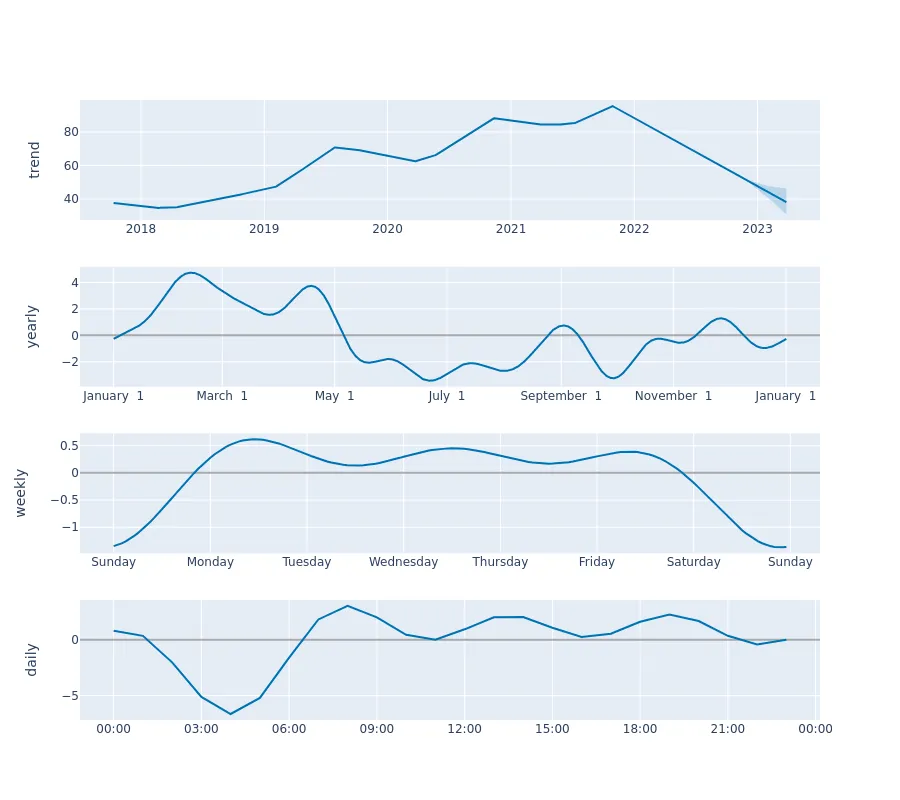 trend
80
60
40
2018 2019 2020 2021 2022 2023
yearly
4
2
0
−2
January 1 March 1 May 1 July 1 September 1 November 1 January 1
weekly
0.5
0
−0.5
−1
Sunday Monday Tuesday Wednesday Thursday Friday Saturday Sunday
daily
0
−5
00:00 03:00 06:00 09:00 12:00 15:00 18:00 21:00 00:00